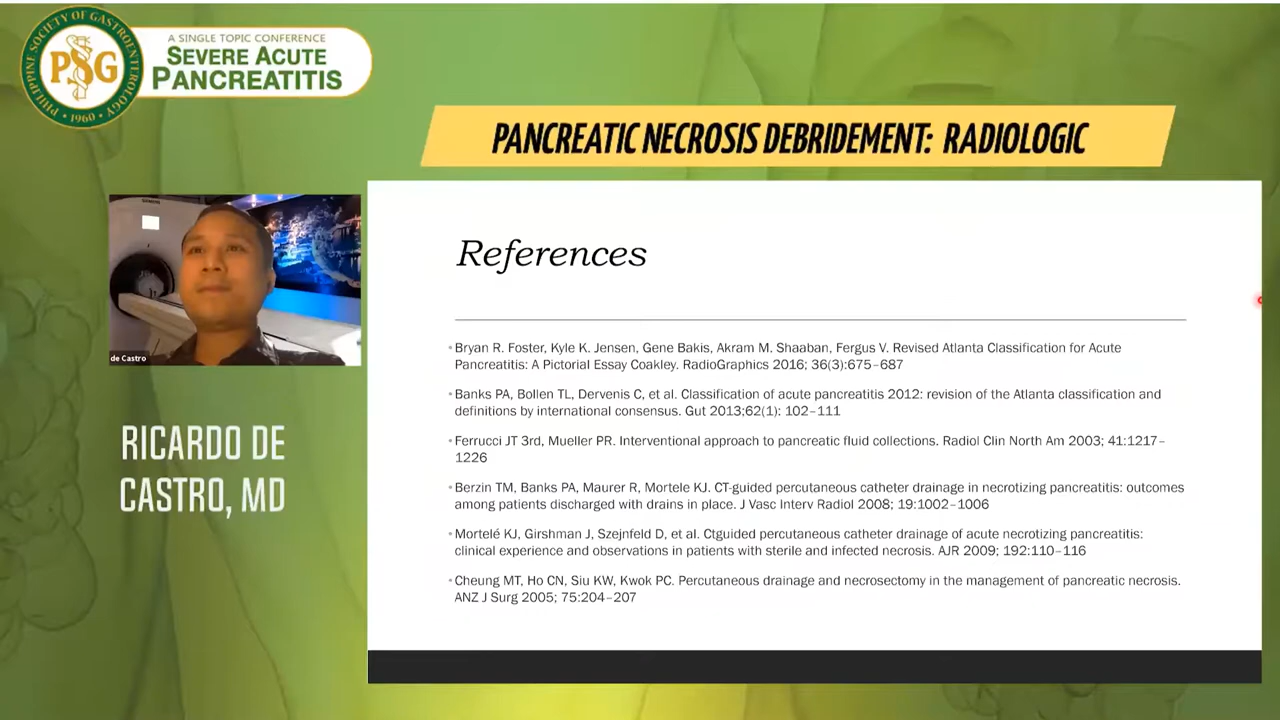 PHILIPPINE SOCIETY OF GASTROENTEROLOGY
PSG
• 1960 •
A SINGLE TOPIC CONFERENCE
SEVERE ACUTE
PANCREATITIS
PANCREATIC NECROSIS DEBRIDEMENT: RADIOLOGIC
de Castro
RICARDO DE
CASTRO, MD
References
Bryan R. Foster, Kyle K. Jensen, Gene Bakis, Akram M. Shaaban, Fergus V. Revised Atlanta Classification for Acute
Pancreatitis: A Pictorial Essay Coakley. RadioGraphics 2016; 36(3):675–687
Banks PA, Bollen TL, Dervenis C, et al. Classification of acute pancreatitis 2012: revision of the Atlanta classification and
definitions by international consensus. Gut 2013;62(1): 102–111
Ferrucci JT 3rd, Mueller PR. Interventional approach to pancreatic fluid collections. Radiol Clin North Am 2003; 41:1217–
1226
Berzin TM, Banks PA, Maurer R, Mortele KJ. CT-guided percutaneous catheter drainage in necrotizing pancreatitis: outcomes
among patients discharged with drains in place. J Vasc Interv Radiol 2008; 19:1002–1006
Mortelé KJ, Girshman J, Szejnfeld D, et al. Ctguided percutaneous catheter drainage of acute necrotizing pancreatitis:
clinical experience and observations in patients with sterile and infected necrosis. AJR 2009; 192:110–116
Cheung MT, Ho CN, Siu KW, Kwok PC. Percutaneous drainage and necrosectomy in the management of pancreatic necrosis.
ANZ J Surg 2005; 75:204–207